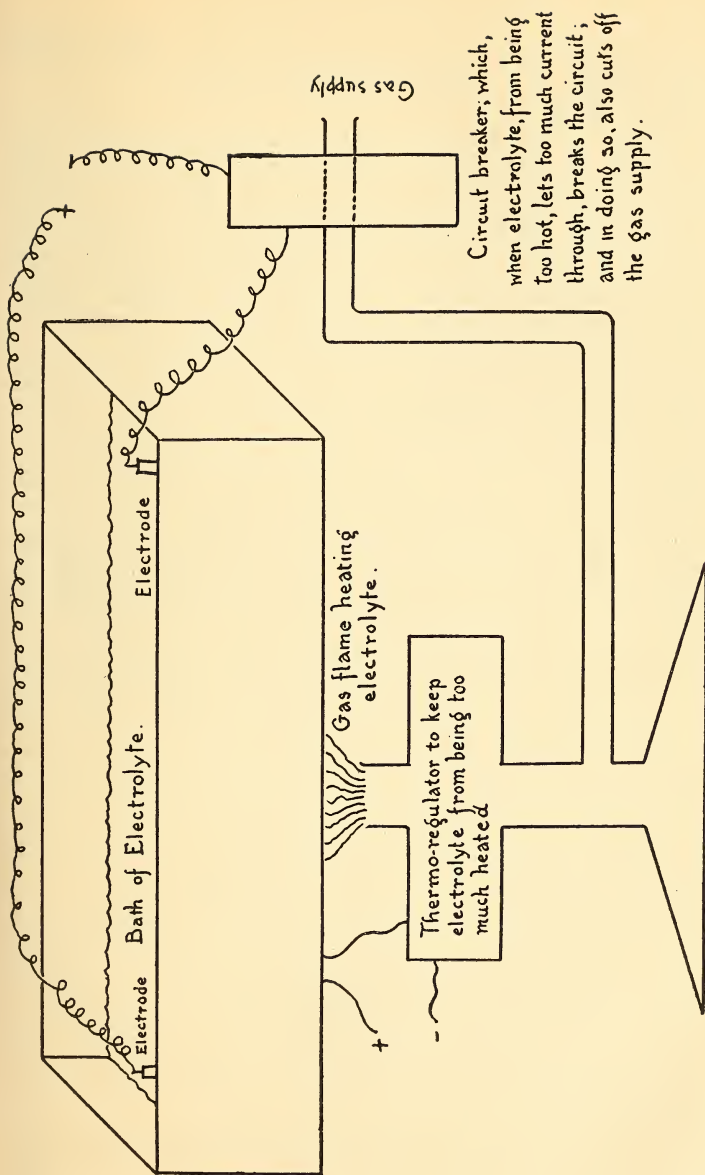 +
-
Electrode
Bath of Electrolyte.
Electrode
Gas supply
Circuit breaker; which,
when electrolyte, from being
too hot, lets too much current
through, breaks the circuit;
and in doing so, also cuts off
the gas supply.
Gas flame heating
electrolyte.
Thermo-regulator to keep
electrolyte from being too
much heated
+
-